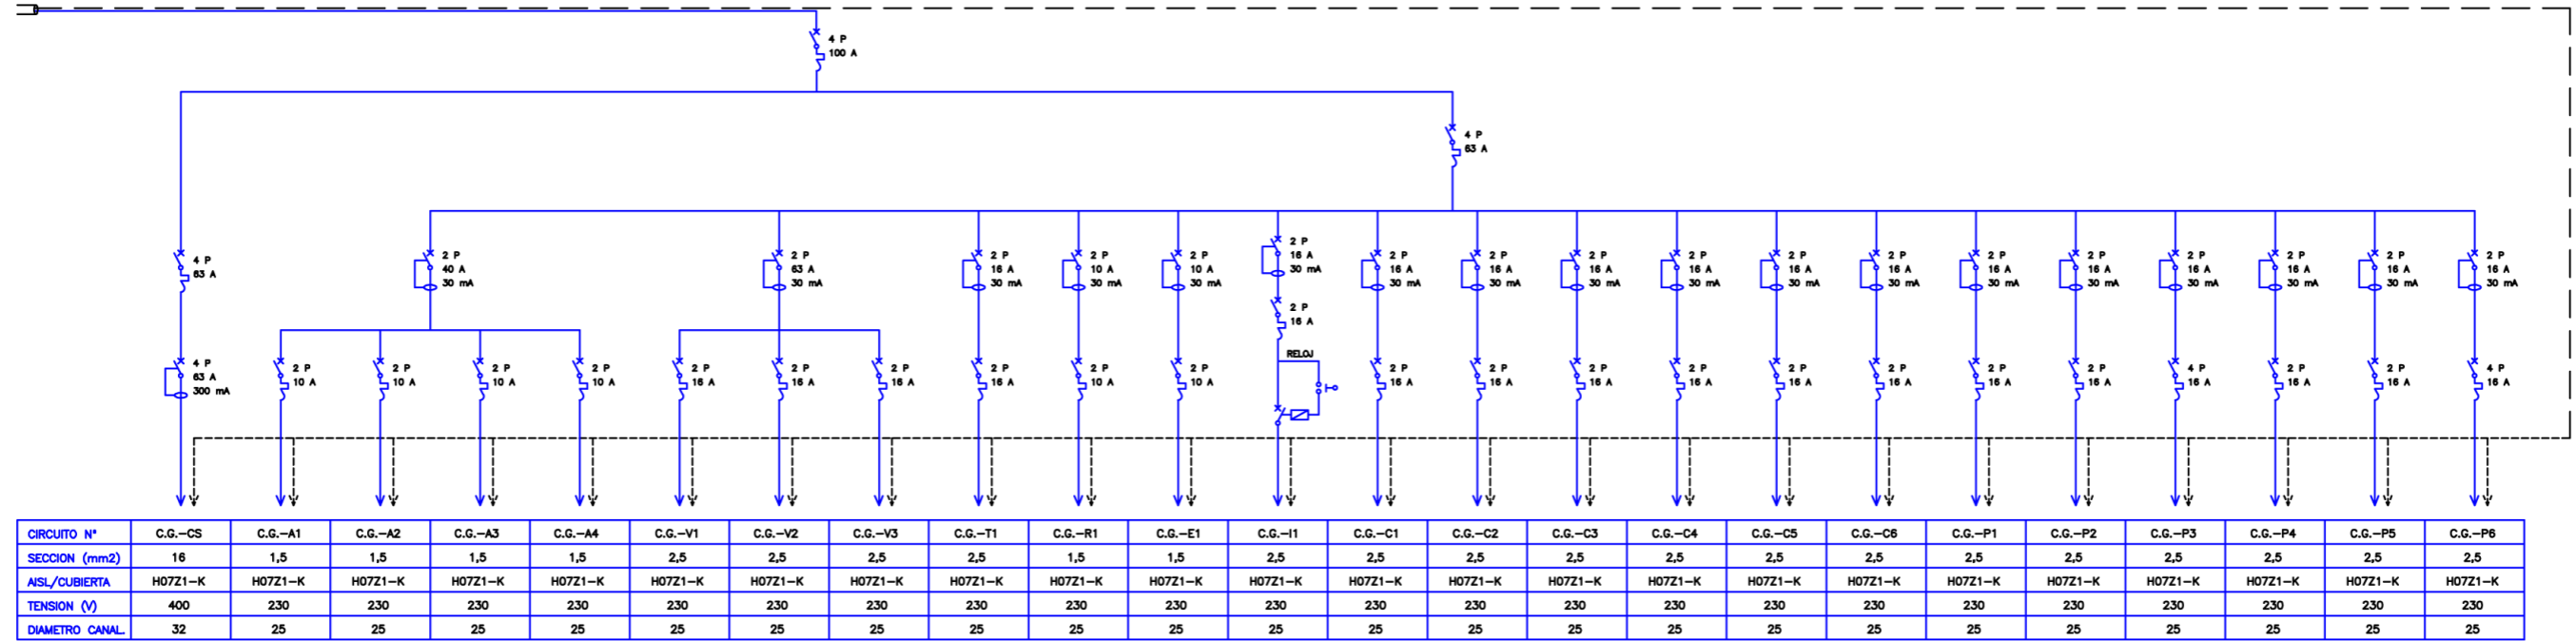 4 P
100 A
4 P
63 A
4 P
63 A
2 P
40 A
30 mA
2 P
63 A
30 mA
2 P
16 A
30 mA
2 P
10 A
30 mA
2 P
10 A
30 mA
2 P
16 A
30 mA
2 P
16 A
30 mA
2 P
16 A
30 mA
2 P
16 A
30 mA
2 P
16 A
30 mA
2 P
16 A
30 mA
2 P
16 A
30 mA
2 P
16 A
30 mA
2 P
16 A
30 mA
2 P
16 A
30 mA
2 P
16 A
30 mA
2 P
16 A
30 mA
2 P
16 A
30 mA
2 P
16 A
RELOJ
4 P
63 A
300 mA
2 P
10 A
2 P
10 A
2 P
10 A
2 P
10 A
2 P
16 A
2 P
16 A
2 P
16 A
2 P
16 A
2 P
10 A
2 P
10 A
2 P
16 A
2 P
16 A
2 P
16 A
2 P
16 A
2 P
16 A
2 P
16 A
2 P
16 A
2 P
16 A
4 P
16 A
2 P
16 A
2 P
16 A
4 P
16 A
CIRCUITO N° C.G.-CS C.G.-A1 C.G.-A2 C.G.-A3 C.G.-A4 C.G.-V1 C.G.-V2 C.G.-V3 C.G.-T1 C.G.-R1 C.G.-E1 C.G.-I1 C.G.-C1 C.G.-C2 C.G.-C3 C.G.-C4 C.G.-C5 C.G.-C6 C.G.-P1 C.G.-P2 C.G.-P3 C.G.-P4 C.G.-P5 C.G.-P6
SECCION (mm2) 16 1,5 1,5 1,5 1,5 2,5 2,5 2,5 2,5 1,5 1,5 2,5 2,5 2,5 2,5 2,5 2,5 2,5 2,5 2,5 2,5 2,5 2,5 2,5
AISL/CUBIERTA H07Z1-K H07Z1-K H07Z1-K H07Z1-K H07Z1-K H07Z1-K H07Z1-K H07Z1-K H07Z1-K H07Z1-K H07Z1-K H07Z1-K H07Z1-K H07Z1-K H07Z1-K H07Z1-K H07Z1-K H07Z1-K H07Z1-K H07Z1-K H07Z1-K H07Z1-K H07Z1-K H07Z1-K
TENSION (V) 400 230 230 230 230 230 230 230 230 230 230 230 230 230 230 230 230 230 230 230 230 230 230 230
DIAMETRO CANAL. 32 25 25 25 25 25 25 25 25 25 25 25 25 25 25 25 25 25 25 25 25 25 25 25